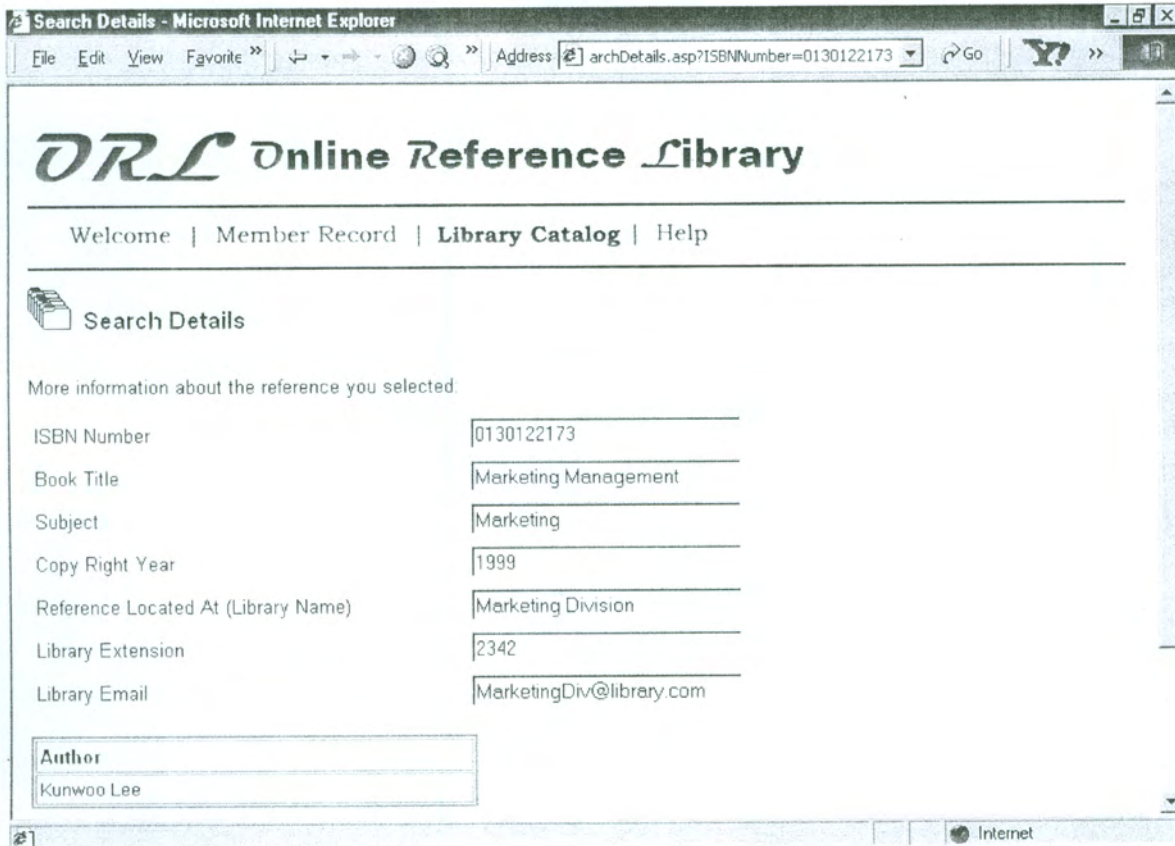 Search Details - Microsoft Internet Explorer
File Edit View Favorite » » Address archDetails.asp?ISBNNumber=0130122173 Go Y! »
ORL Online Reference Library
Welcome | Member Record | Library Catalog | Help
Search Details
More information about the reference you selected:
ISBN Number 0130122173
Book Title Marketing Management
Subject Marketing
Copy Right Year 1999
Reference Located At (Library Name) Marketing Division
Library Extension 2342
Library Email MarketingDiv@library.com
Author
Kunwoo Lee
Internet